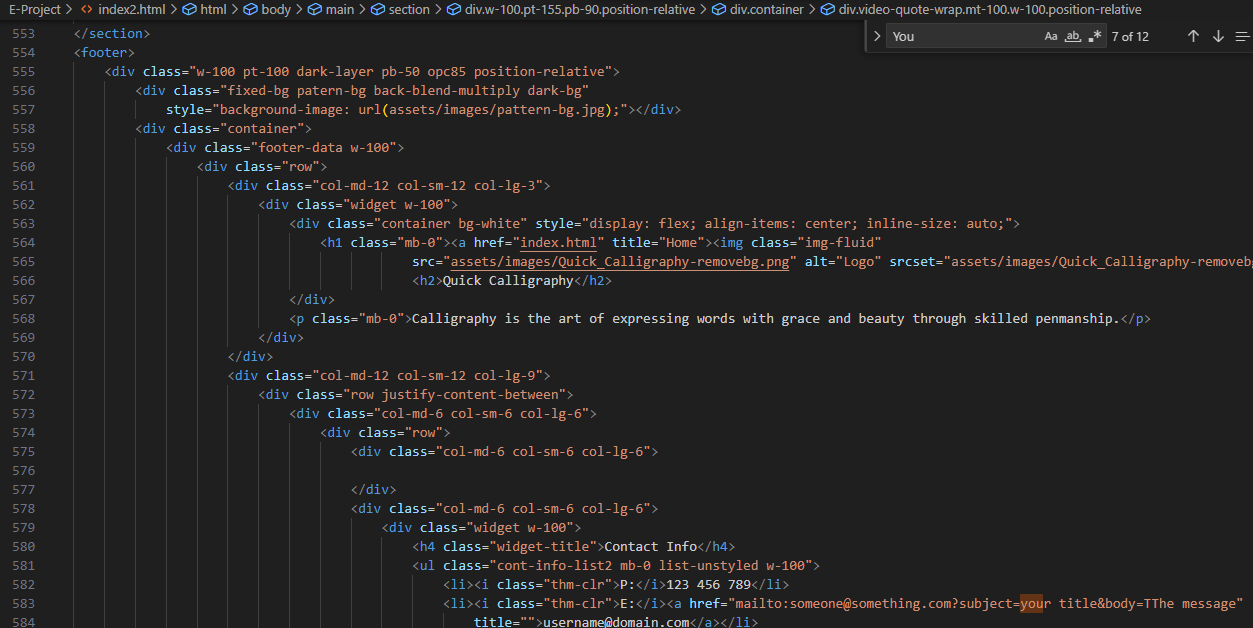 E-Project > <> index2.html > html > body > main > section > div.w-100.pt-155.pb-90.position-relative > div.container > div.video-quote-wrap.mt-100.w-100.position-relative
> You Aa ab .* 7 of 12
553 </section>
554 <footer>
555 <div class="w-100 pt-100 dark-layer pb-50 opc85 position-relative">
556 <div class="fixed-bg patern-bg back-blend-multiply dark-bg"
557 style="background-image: url(assets/images/pattern-bg.jpg);"></div>
558 <div class="container">
559 <div class="footer-data w-100">
560 <div class="row">
561 <div class="col-md-12 col-sm-12 col-lg-3">
562 <div class="widget w-100">
563 <div class="container bg-white" style="display: flex; align-items: center; inline-size: auto;">
564 <h1 class="mb-0"><a href="index.html" title="Home"><img class="img-fluid"
565 src="assets/images/Quick_Calligraphy-removebg.png" alt="Logo" srcset="assets/images/Quick_Calligraphy-removebg
566 <h2>Quick Calligraphy</h2>
567 </div>
568 <p class="mb-0">Calligraphy is the art of expressing words with grace and beauty through skilled penmanship.</p>
569 </div>
570 </div>
571 <div class="col-md-12 col-sm-12 col-lg-9">
572 <div class="row justify-content-between">
573 <div class="col-md-6 col-sm-6 col-lg-6">
574 <div class="row">
575 <div class="col-md-6 col-sm-6 col-lg-6">
576
577 </div>
578 <div class="col-md-6 col-sm-6 col-lg-6">
579 <div class="widget w-100">
580 <h4 class="widget-title">Contact Info</h4>
581 <ul class="cont-info-list2 mb-0 list-unstyled w-100">
582 <li><i class="thm-clr">P:</i>123 456 789</li>
583 <li><i class="thm-clr">E:</i><a href="mailto:someone@something.com?subject=your title&body=TThe message"
584 title="">username@domain.com</a></li>